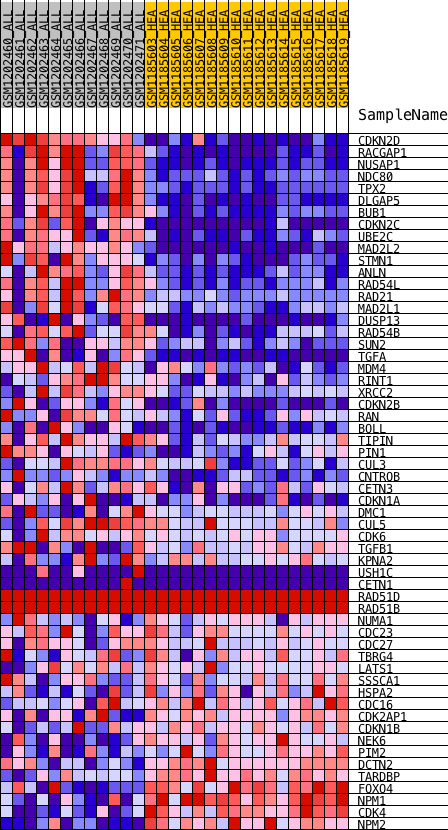 GSM1202460_ALL
GSM1202461_ALL
GSM1202462_ALL
GSM1202463_ALL
GSM1202464_ALL
GSM1202465_ALL
GSM1202466_ALL
GSM1202467_ALL
GSM1202468_ALL
GSM1202469_ALL
GSM1202470_ALL
GSM1202471_ALL
GSM1185603_HEA
GSM1185604_HEA
GSM1185605_HEA
GSM1185606_HEA
GSM1185607_HEA
GSM1185608_HEA
GSM1185609_HEA
GSM1185610_HEA
GSM1185611_HEA
GSM1185612_HEA
GSM1185613_HEA
GSM1185614_HEA
GSM1185615_HEA
GSM1185616_HEA
GSM1185617_HEA
GSM1185618_HEA
GSM1185619_HEA
SampleName
CDKN2D
RACGAP1
NUSAP1
NDC80
TPX2
DLGAP5
BUB1
CDKN2C
UBE2C
MAD2L2
STMN1
ANLN
RAD54L
RAD21
MAD2L1
DUSP13
RAD54B
SUN2
TGFA
MDM4
RINT1
XRCC2
CDKN2B
RAN
BOLL
TIPIN
PIN1
CUL3
CNTROB
CETN3
CDKN1A
DMC1
CUL5
CDK6
TGFB1
KPNA2
USH1C
CETN1
RAD51D
RAD51B
NUMA1
CDC23
CDC27
TBRG4
LATS1
SSSCA1
HSPA2
CDC16
CDK2AP1
CDKN1B
NEK6
PIM2
DCTN2
TARDBP
FOXO4
NPM1
CDK4
NPM2